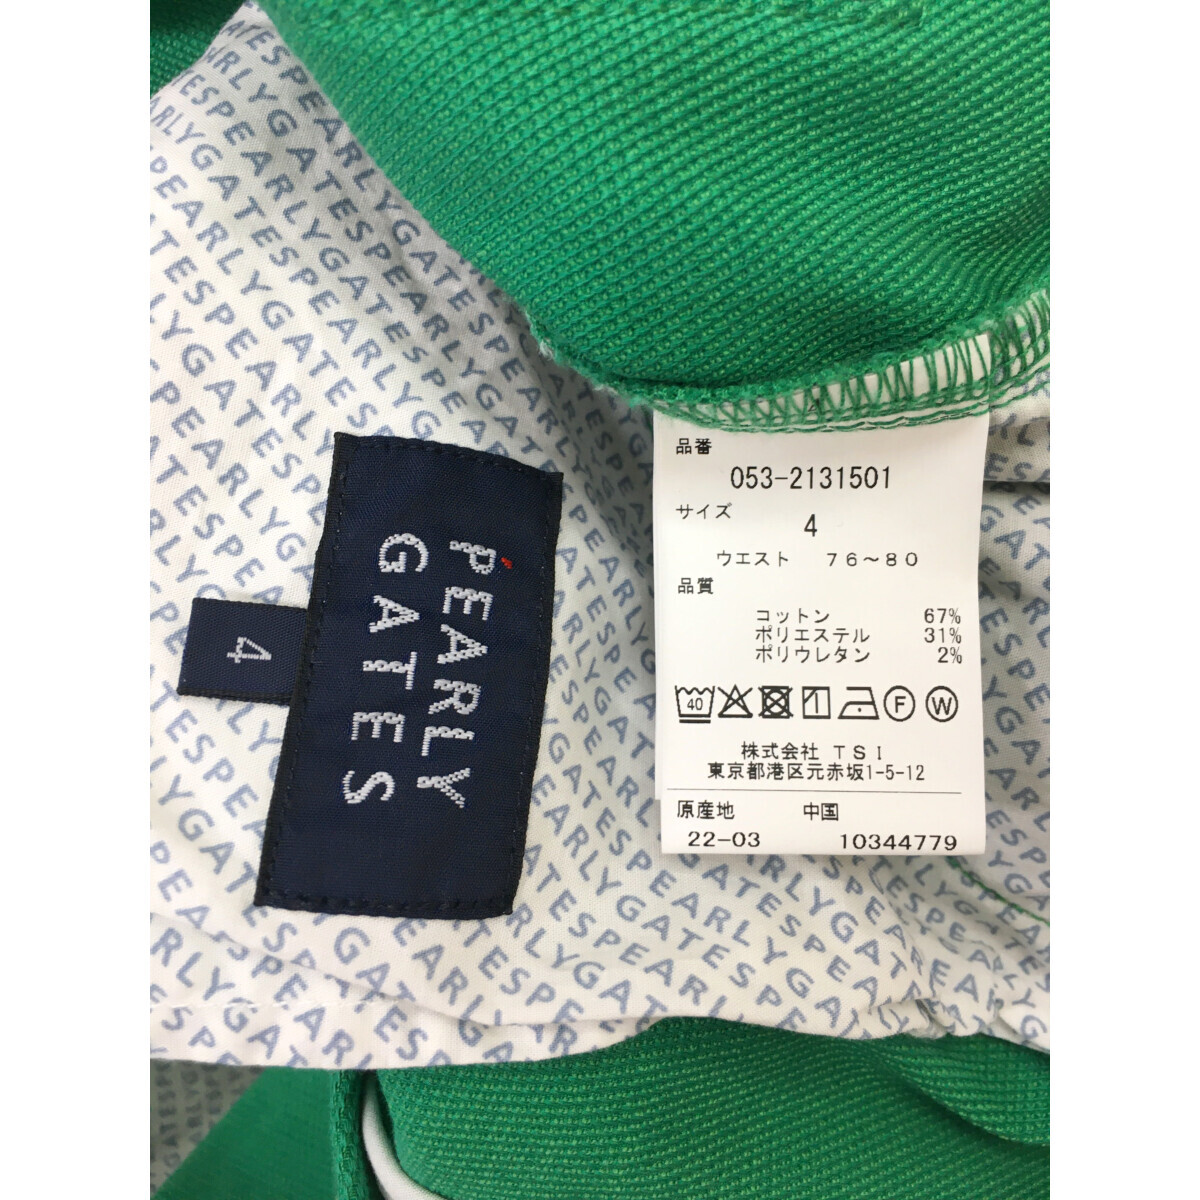 PEARLY
GATES
4
品番
053-2131501
サイズ
4
ウエスト 76～80
品質
コットン 67%
ポリエステル 31%
ポリウレタン 2%
40
F
W
株式会社 TSI
東京都港区元赤坂1-5-12
原産地 中国
22-03 10344779
PEARLYGATESPEARLYGATES